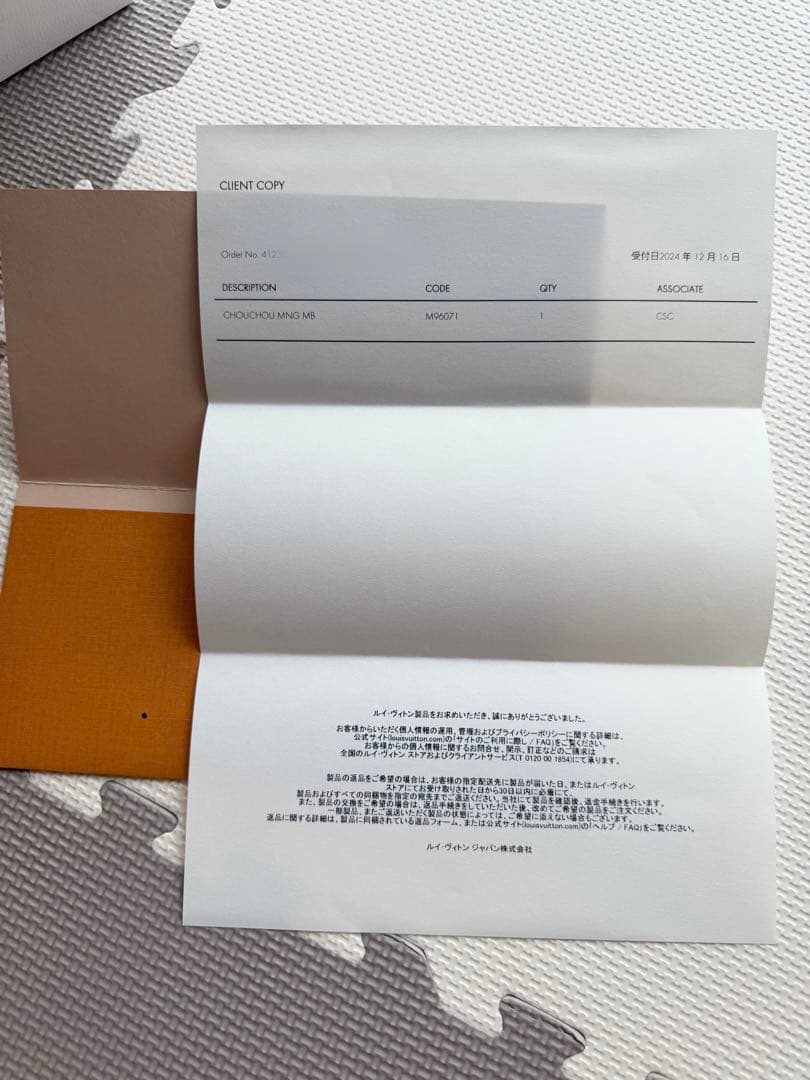 CLIENT COPY
Order No. 412
受付日2024 年 12 月 16 日
DESCRIPTION CODE QTY ASSOCIATE
CHOUCHOU MNG MB M96071 1 CSC
ルイ・ヴィトン製品をお求めいただき、誠にありがとうございました。
お客様からいただく個人情報の運用、管理およびプライバシーポリシーに関する詳細は、
公式サイト(louisvuitton.com)の「サイトのご利用に際し / FAQ」をご覧ください。
お客様からの個人情報に関するお問合せ、開示、訂正などのご請求は
全国のルイ・ヴィトン ストアおよびクライアントサービス(T 0120 00 1854)にて承ります。
製品の返品をご希望の場合は、お客様の指定配送先に製品が届いた日、またはルイ・ヴィトン
ストアにてお受け取りされた日から30日以内に必着にて、
製品およびすべての同梱物を指定の宛先までご返送ください。当社にて製品を確認後、返金手続きを行います。
また、製品の交換をご希望の場合は、返品手続きをしていただいた後、改めてご希望の製品をご注文ください。
一部製品、またご返送いただく製品の状態によっては、ご希望に添えない場合もございます。
返品に関する詳細は、製品に同梱されている返品フォーム、または公式サイト(louisvuitton.com)の「ヘルプ / FAQ」をご覧ください。
ルイ・ヴィトン ジャパン株式会社